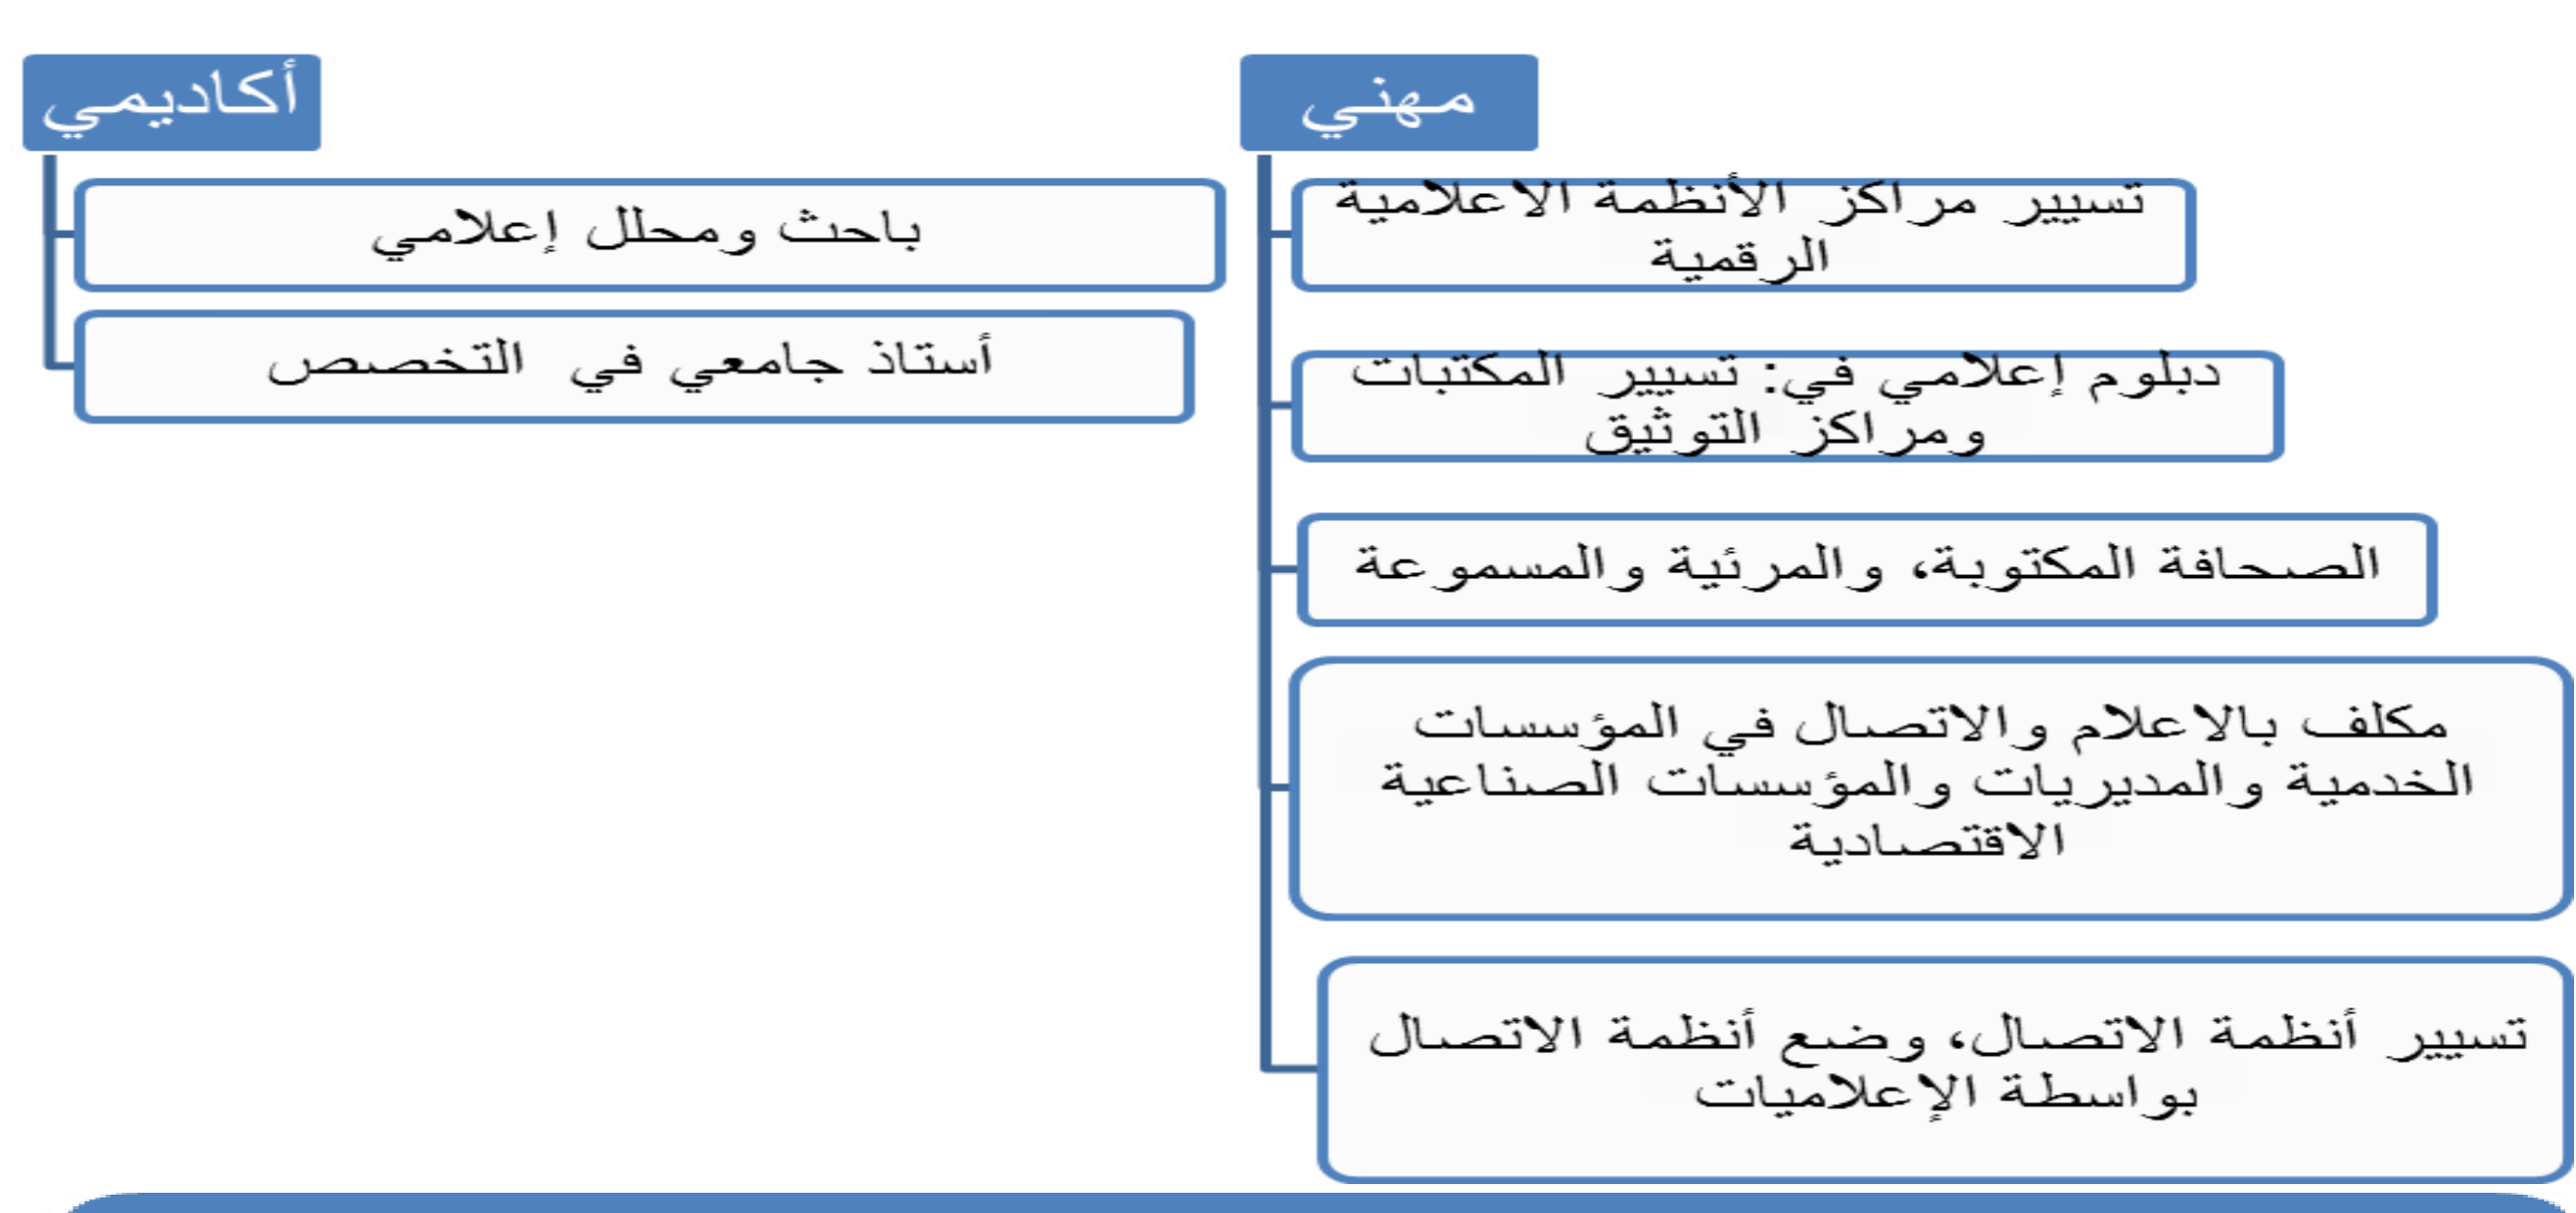 مهني
تسيير مراكز الأنظمة الاعلامية
الرقمية
دبلوم إعلامي في: تسيير المكتبات
ومراكز التوثيق
الصحافة المكتوبة، والمرئية والمسموعة
مكلف بالاعلام والاتصال في المؤسسات
الخدمية والمديريات والمؤسسات الصناعية
الاقتصادية
تسيير أنظمة الاتصال، وضع أنظمة الاتصال
بواسطة الإعلاميات
أكاديمي
باحث ومحلل إعلامي
أستاذ جامعي في التخصص